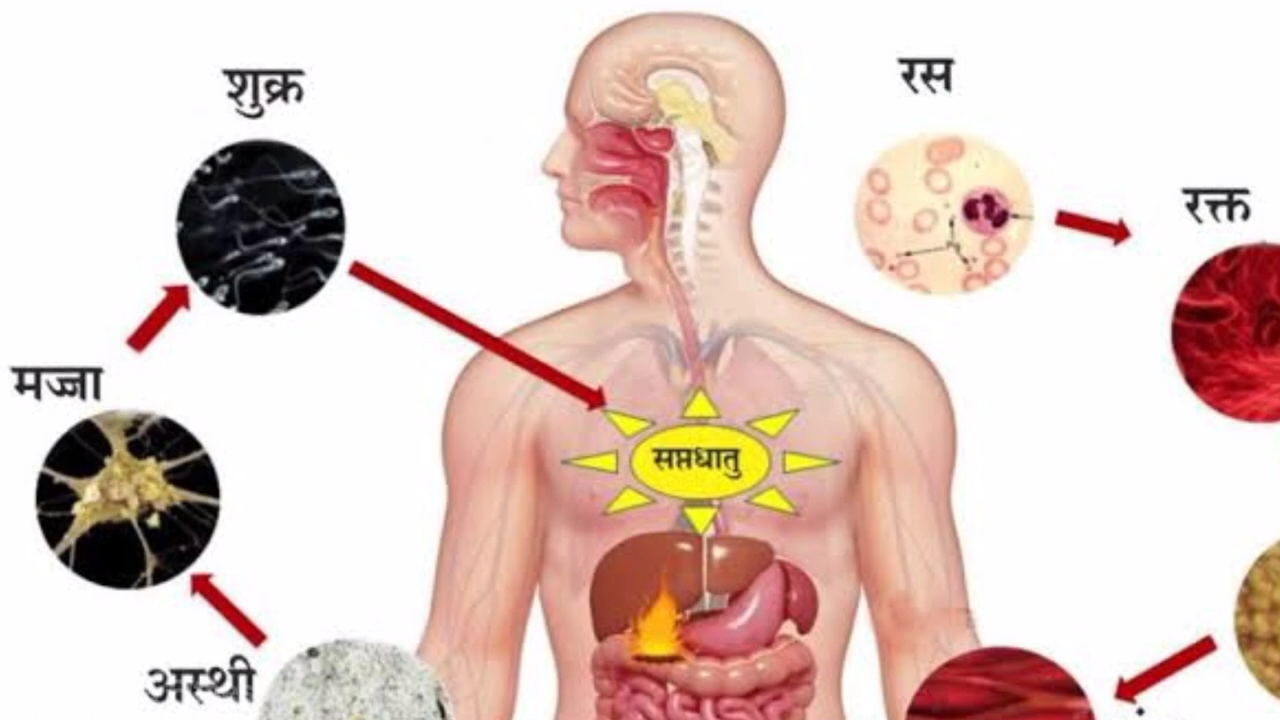 शुक्र
रस
रक्त
मज्जा
सप्तधातु
अस्थी